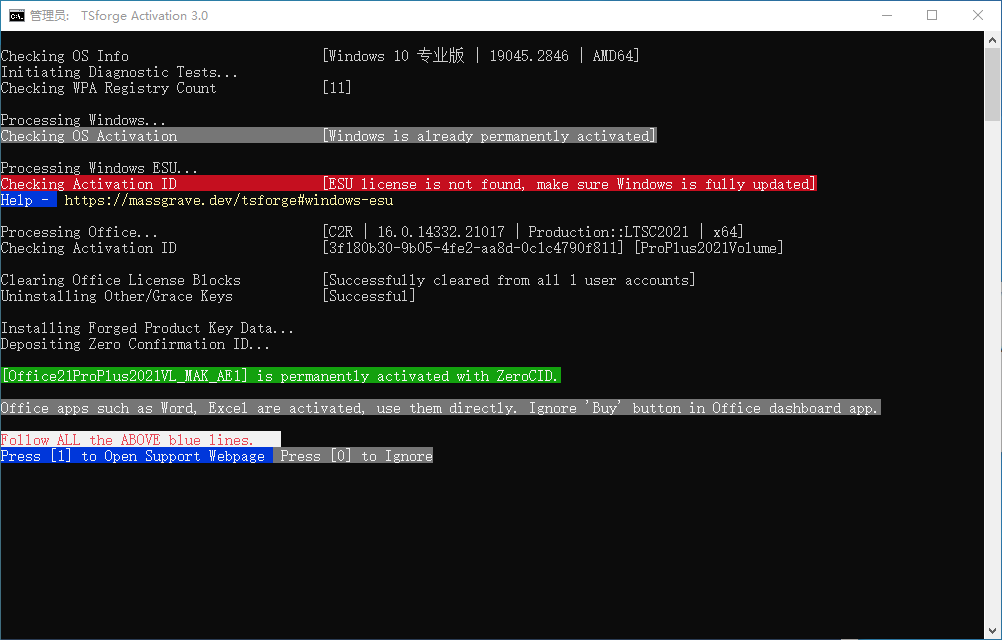 管理员: TSforge Activation 3.0
Checking OS Info [Windows 10 专业版 | 19045.2846 | AMD64]
Initiating Diagnostic Tests...
Checking WPA Registry Count [11]
Processing Windows...
Checking OS Activation [Windows is already permanently activated]
Processing Windows ESU...
Checking Activation ID [ESU license is not found, make sure Windows is fully updated]
Help - https://massgrave.dev/tsforge#windows-esu
Processing Office... [C2R | 16.0.14332.21017 | Production::LTSC2021 | x64]
Checking Activation ID [3f180b30-9b05-4fe2-aa8d-0c1c4790f811] [ProPlus2021Volume]
Clearing Office License Blocks [Successfully cleared from all 1 user accounts]
Uninstalling Other/Grace Keys [Successful]
Installing Forged Product Key Data...
Depositing Zero Confirmation ID...
[Office21ProPlus2021VL_MAK_AE1] is permanently activated with ZeroCID.
Office apps such as Word, Excel are activated, use them directly. Ignore 'Buy' button in Office dashboard app.
Follow ALL the ABOVE blue lines.
Press [1] to Open Support Webpage Press [0] to Ignore